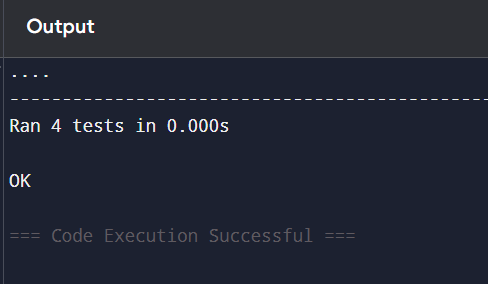 Output
....
----------------------------------------------
Ran 4 tests in 0.000s
OK
=== Code Execution Successful ===